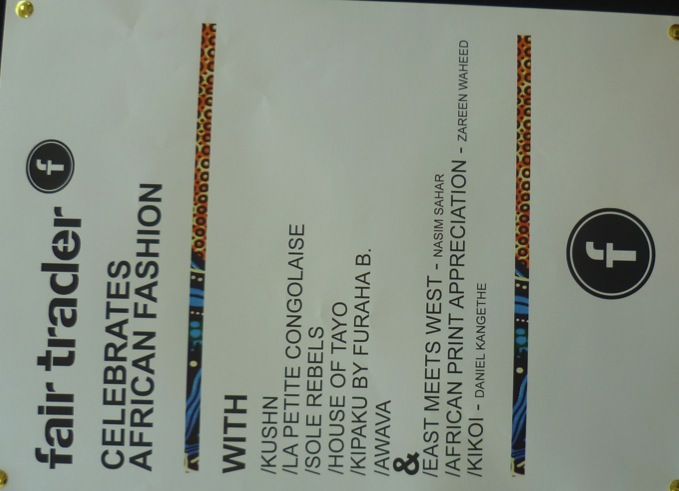 fair trader f
CELEBRATES
AFRICAN FASHION
WITH
/KUSHN
/LA PETITE CONGOLAISE
/SOLE REBELS
/HOUSE OF TAYO
/KIPAKU BY FURAHA B.
/AWAVA
&
/EAST MEETS WEST - NASIM SAHAR
/AFRICAN PRINT APPRECIATION - ZAREEN WAHEED
/KIKOI - DANIEL KANGETHE
f